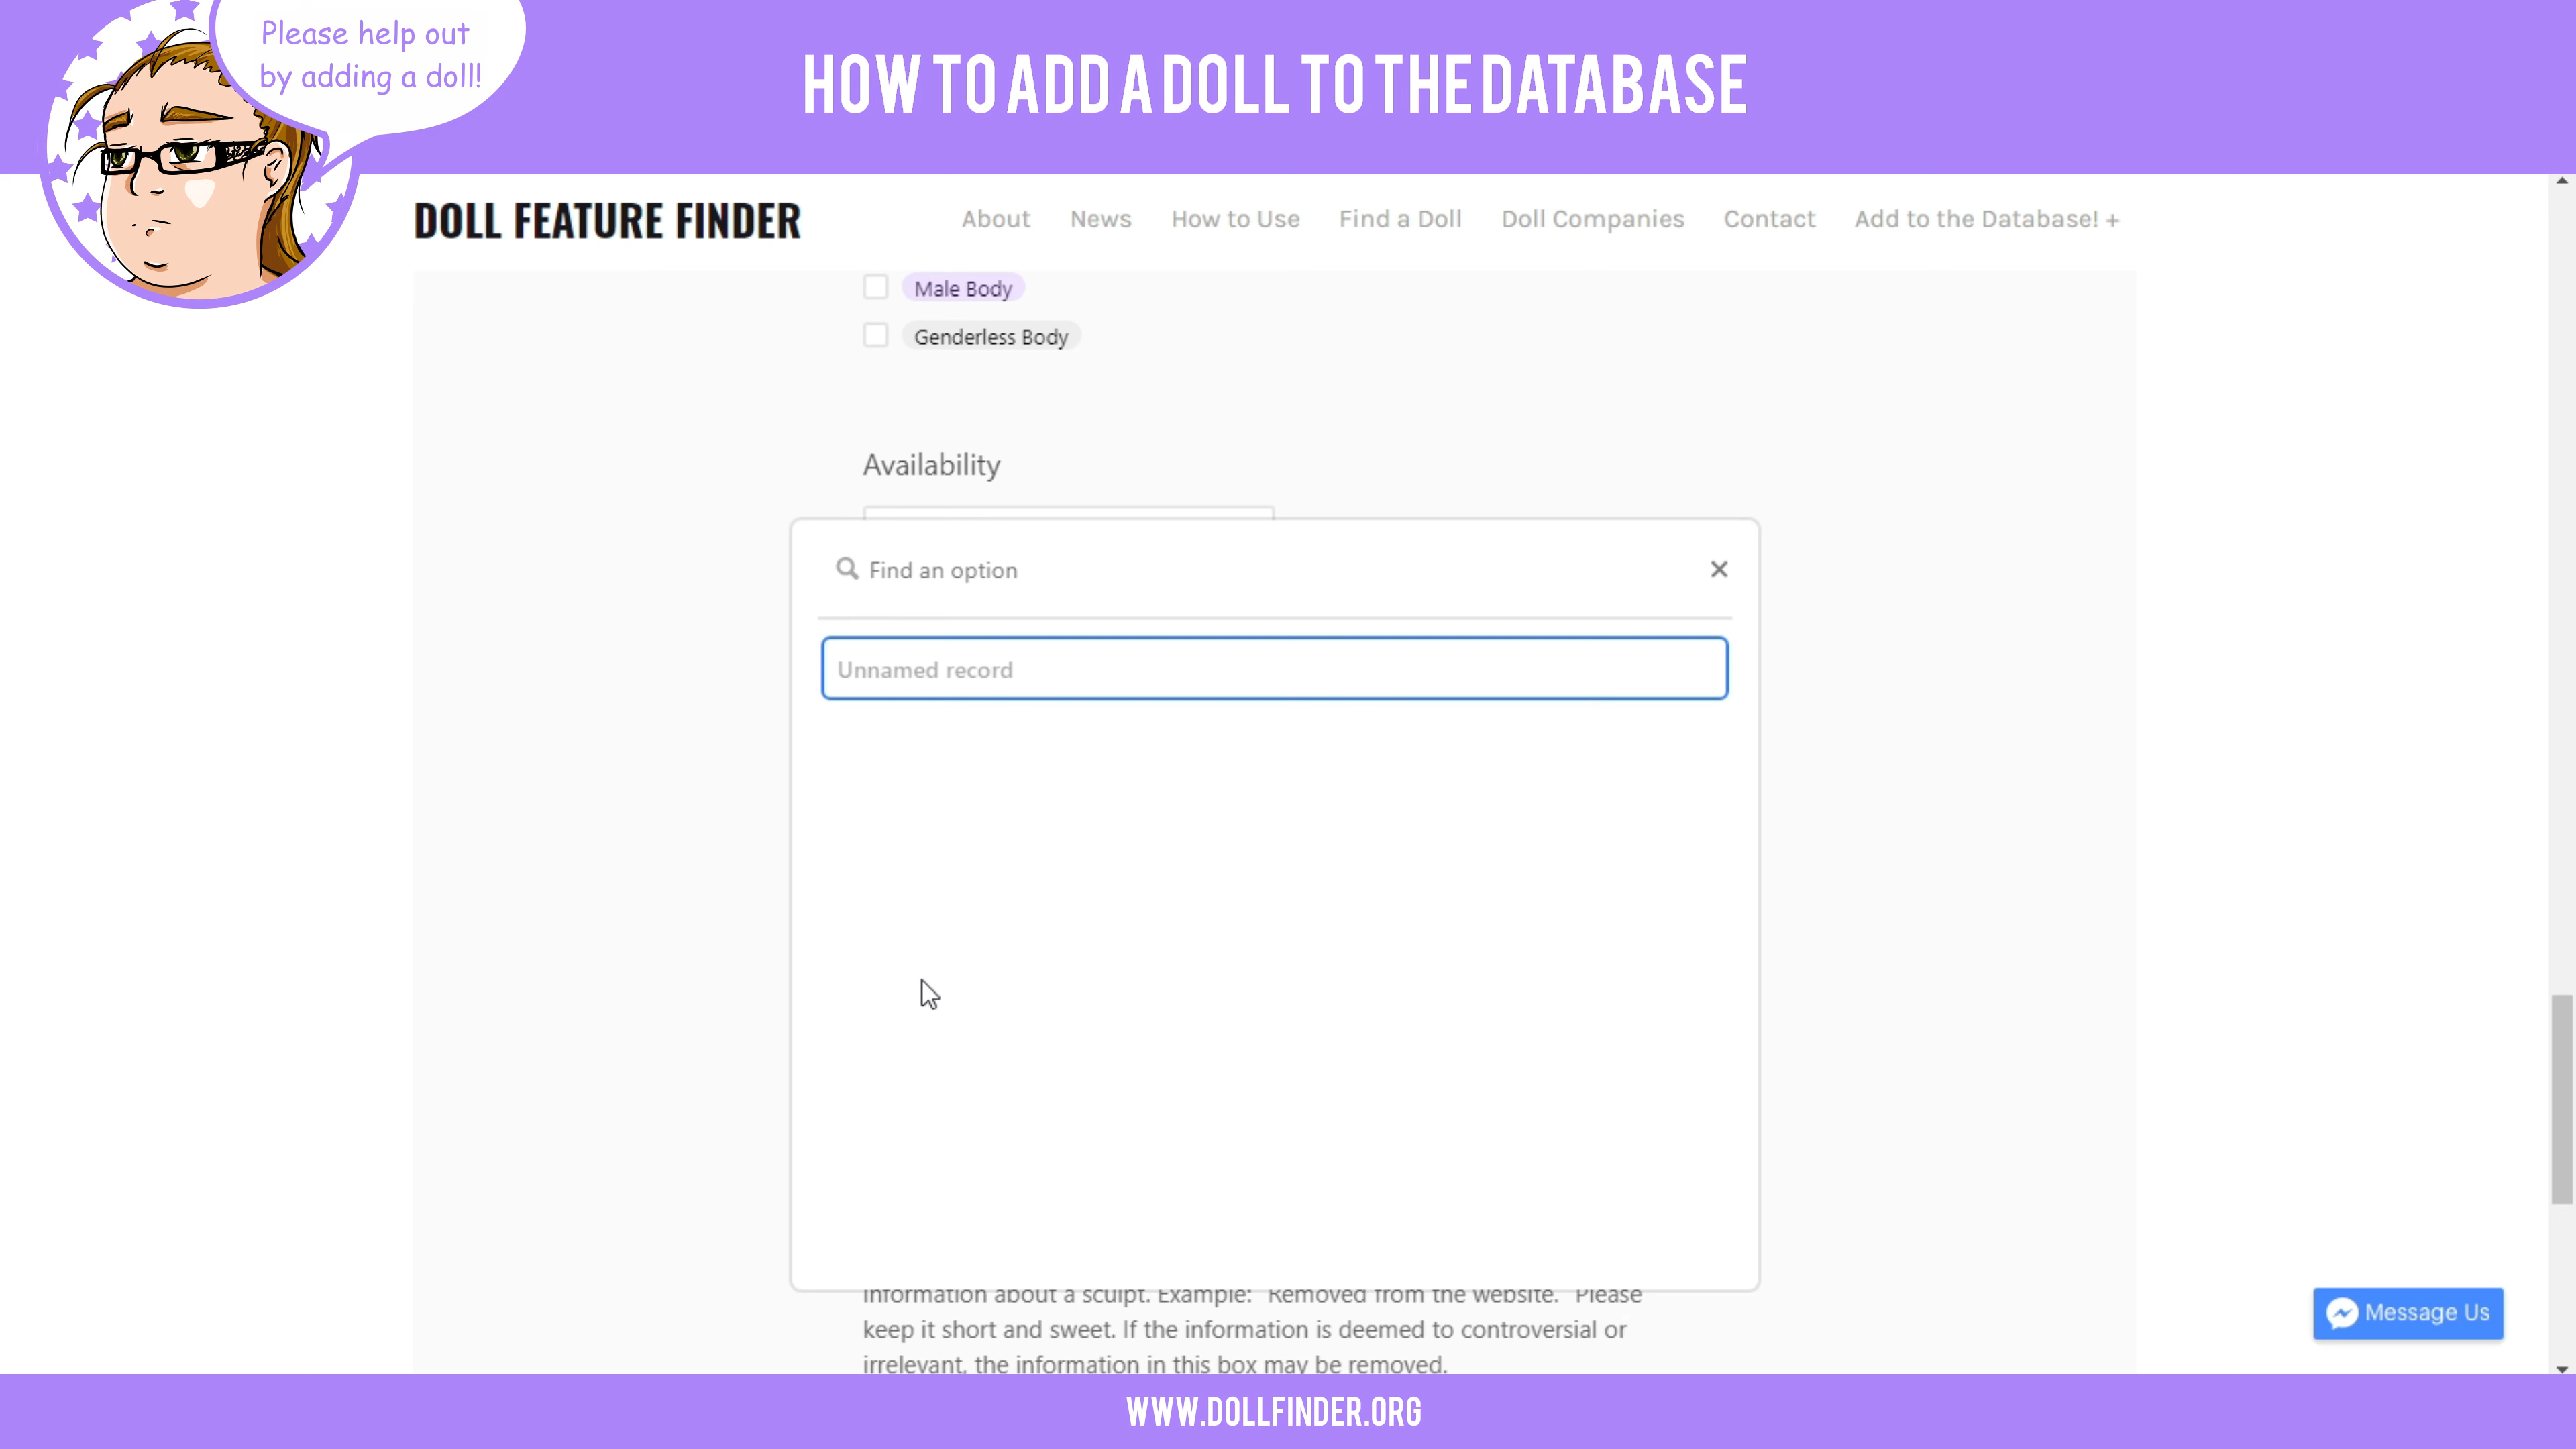 Please help out
by adding a doll!
HOW TO ADD A DOLL TO THE DATABASE
DOLL FEATURE FINDER
About News How to Use Find a Doll Doll Companies Contact Add to the Database! +
Male Body
Genderless Body
Availability
Find an option
Unnamed record
information about a sculpt. Example: "Removed from the website." Please
keep it short and sweet. If the information is deemed to controversial or
irrelevant, the information in this box may be removed.
Message Us
WWW.DOLLFINDER.ORG